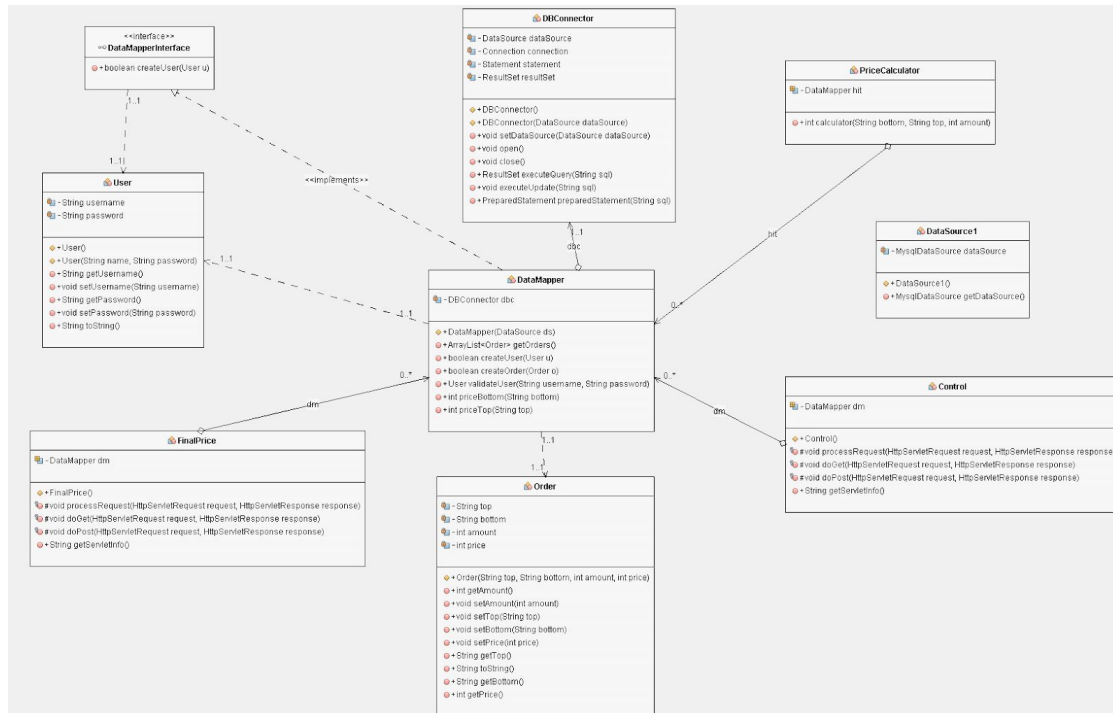 <<interface>>
DataMapperInterface
+ boolean createUser(User u)
1..1
1..1
User
- String username
- String password
+ User()
+ User(String name, String password)
+ String getUsername()
+ void setUsername(String username)
+ String getPassword()
+ void setPassword(String password)
+ String toString()
1..1
1..1
<<implements>>
DBConnector
- DataSource dataSource
- Connection connection
- Statement statement
- ResultSet resultSet
+ DBConnector()
+ DBConnector(DataSource dataSource)
+ void setDataSource(DataSource dataSource)
+ void open()
+ void close()
+ ResultSet executeQuery(String sql)
+ void executeUpdate(String sql)
+ PreparedStatement preparedStatement(String sql)
1..1
dbc
PriceCalculator
- DataMapper hit
+ int calculator(String bottom, String top, int amount)
hit
0..*
DataSource1
- MysqlDataSource dataSource
+ DataSource1()
+ MysqlDataSource getDataSource()
DataMapper
- DBConnector dbc
+ DataMapper(DataSource ds)
+ ArrayList<Order> getOrders()
+ boolean createUser(User u)
+ boolean createOrder(Order o)
+ User validateUser(String username, String password)
+ int priceBottom(String bottom)
+ int priceTop(String top)
0..*
dm
0..*
dm
1..1
1..1
FinalPrice
- DataMapper dm
+ FinalPrice()
# void processRequest(HttpServletRequest request, HttpServletResponse response)
# void doGet(HttpServletRequest request, HttpServletResponse response)
# void doPost(HttpServletRequest request, HttpServletResponse response)
+ String getServletInfo()
Control
- DataMapper dm
+ Control()
# void processRequest(HttpServletRequest request, HttpServletResponse response)
# void doGet(HttpServletRequest request, HttpServletResponse response)
# void doPost(HttpServletRequest request, HttpServletResponse response)
+ String getServletInfo()
Order
- String top
- String bottom
- int amount
- int price
+ Order(String top, String bottom, int amount, int price)
+ int getAmount()
+ void setAmount(int amount)
+ void setTop(String top)
+ void setBottom(String bottom)
+ void setPrice(int price)
+ String getTop()
+ String toString()
+ String getBottom()
+ int getPrice()